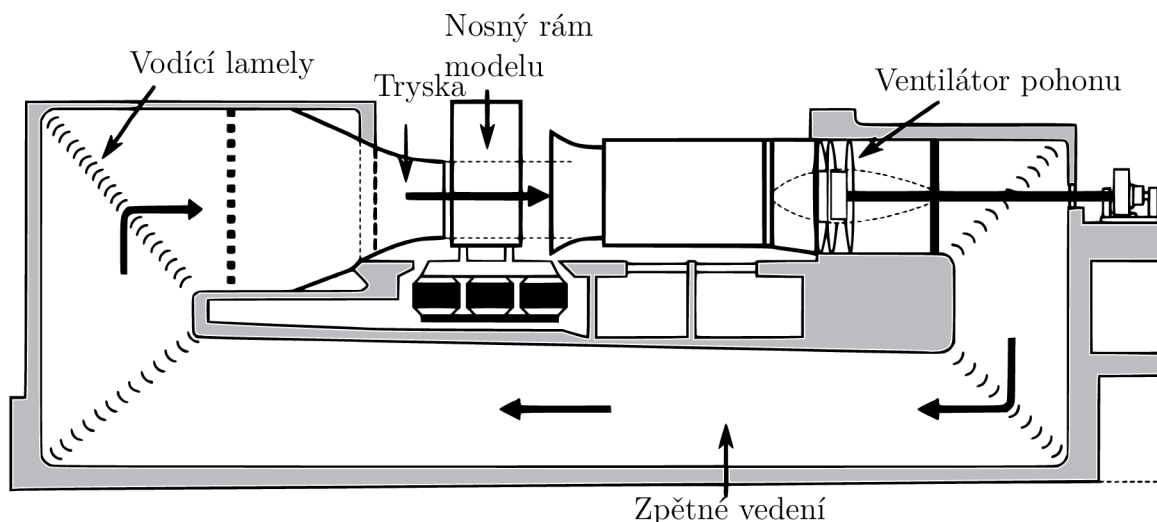 Nosný rám
modelu
Vodící lamely
Tryska
Ventilátor pohonu
Zpětné vedení